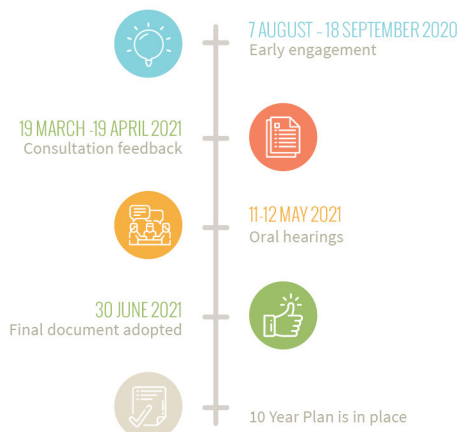 7 AUGUST - 18 SEPTEMBER 2020
Early engagement
19 MARCH -19 APRIL 2021
Consultation feedback
11-12 MAY 2021
Oral hearings
30 JUNE 2021
Final document adopted
10 Year Plan is in place